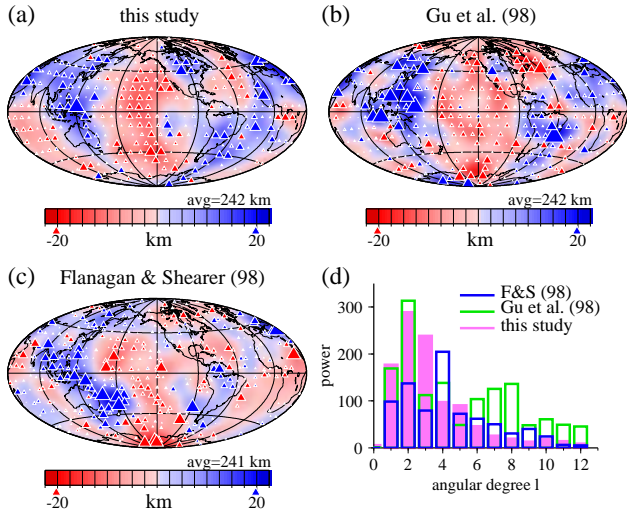 (a) this study
(b) Gu et al. (98)
avg=242 km
-20 km 20
avg=242 km
-20 km 20
(c) Flanagan & Shearer (98)
avg=241 km
-20 km 20
(d)
F&S (98)
Gu et al. (98)
this study
power
300
200
100
0
0 2 4 6 8 10 12
angular degree l